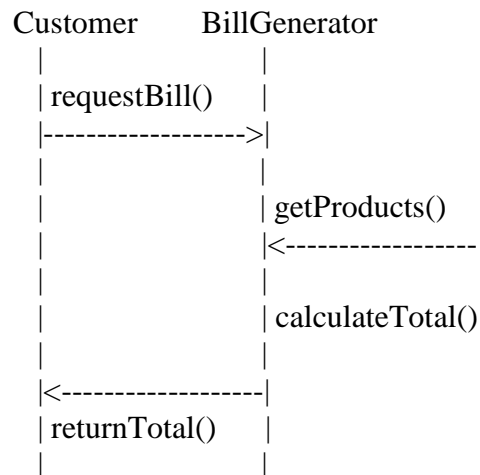 Customer BillGenerator
| |
| requestBill() |
|------------------->|
| |
| getProducts()
| |<------------------
| |
| | calculateTotal()
| |
|<-------------------|
| returnTotal() |
| |